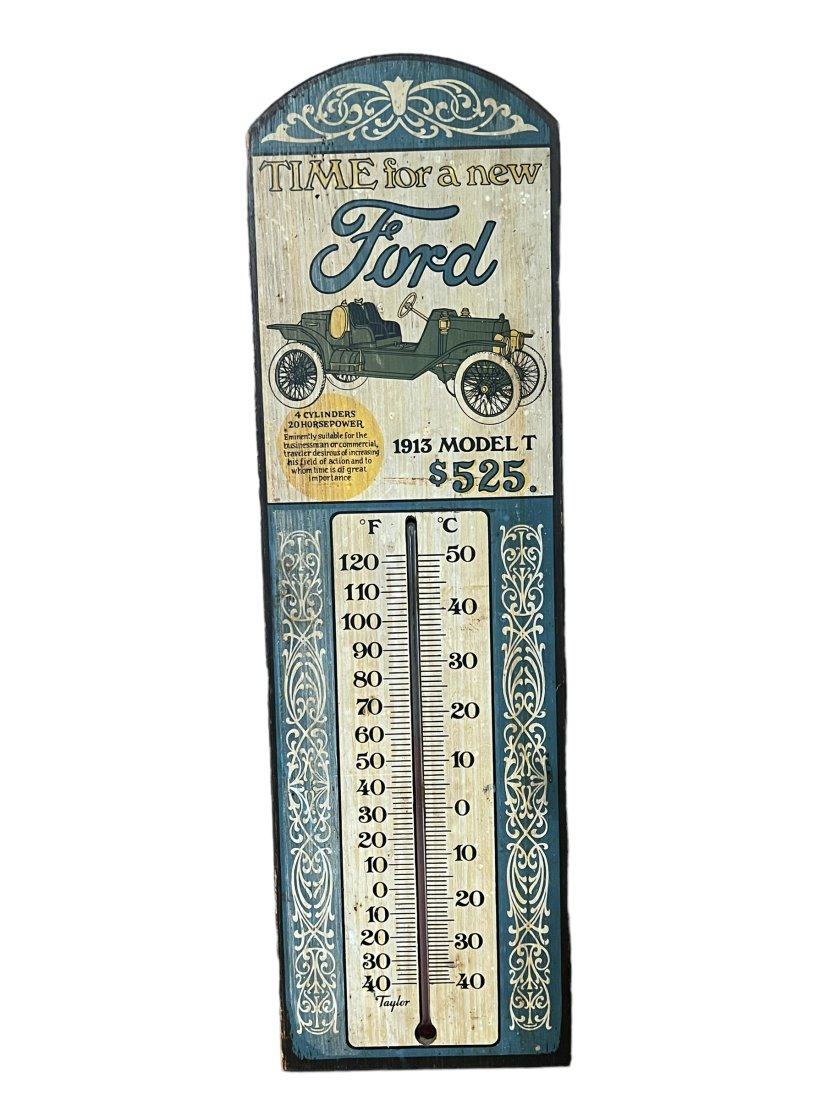 TIME for a new
Ford
4 CYLINDERS
20 HORSEPOWER
Eminently suitable for the
businessman or commercial,
traveler desirous of increasing
his field of action and to
whom time is of great
importance
1913 MODEL T
$525.
°F °C
120 50
110
100 40
90 30
80
70 20
60
50 10
40
30 0
20
10 10
0
10 20
20
30 30
40 40
Taylor